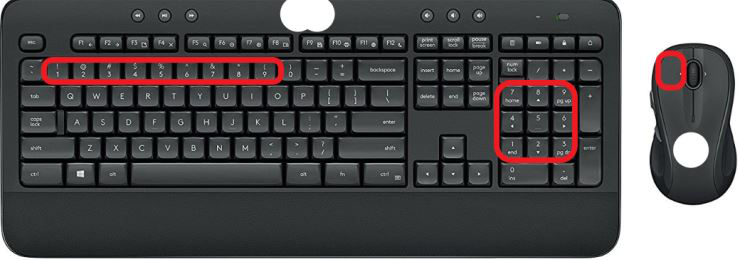 esc F1 F2 F3 F4 F5 F6 F7 F8 F9 F10 F11 F12 print screen scroll lock pause break
~ ! @ # $ % ^ & * ( ) _ + backspace insert home page up num lock / * -
1 2 3 4 5 6 7 8 9 0 - =
tab Q W E R T Y U I O P { } | delete end page down 7 home 8 9 pg up +
[ ] \
caps lock A S D F G H J K L : " enter 4 5 6
shift Z X C V B N M < > ? shift 1 end 2 3 pg dn enter
ctrl alt alt fn ctrl 0 ins . del